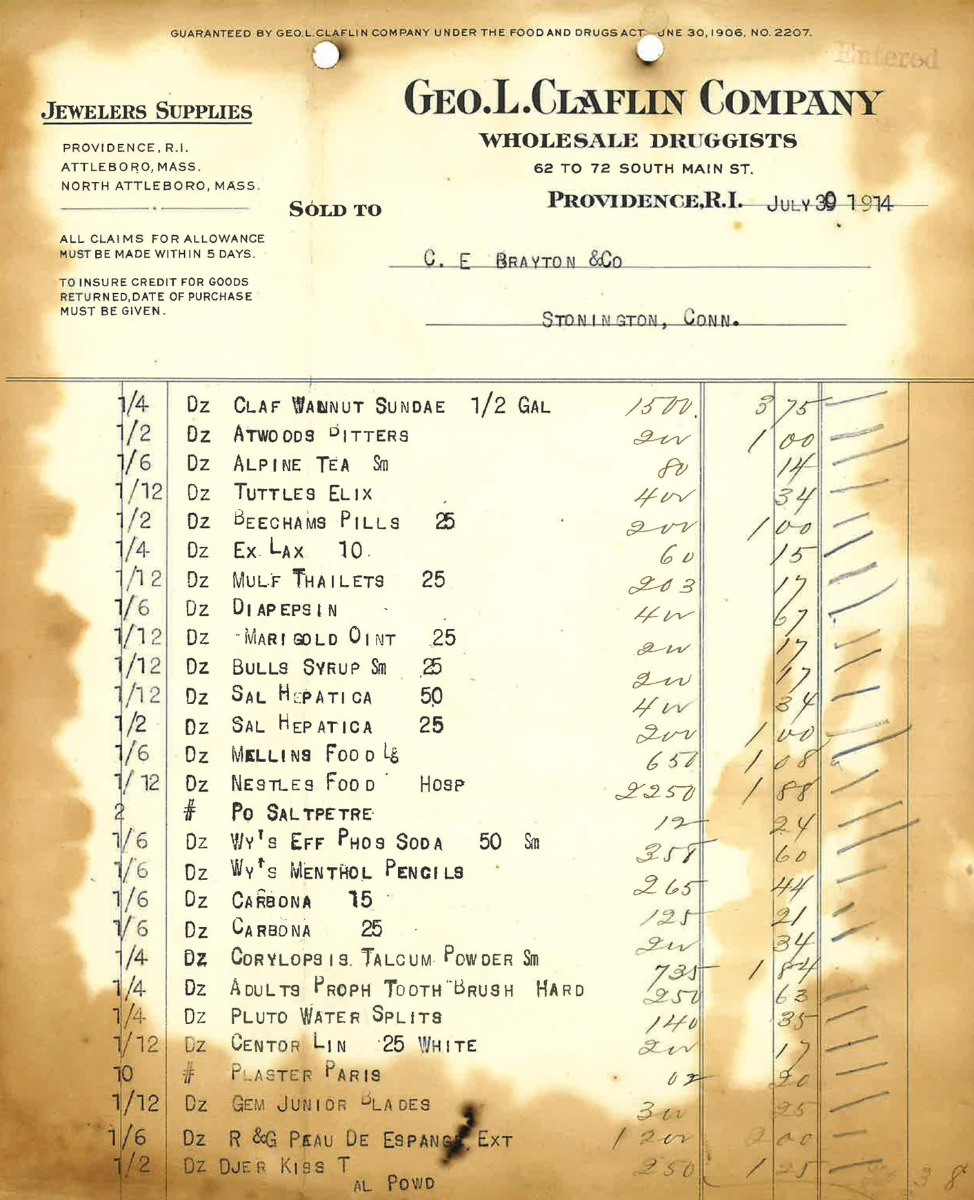 GUARANTEED BY GEO.L.CLAFLIN COMPANY UNDER THE FOOD AND DRUGS ACT UNE 30,1906, NO. 2207.
Entered
JEWELERS SUPPLIES
PROVIDENCE, R.I.
ATTLEBORO, MASS.
NORTH ATTLEBORO, MASS.
ALL CLAIMS FOR ALLOWANCE
MUST BE MADE WITHIN 5 DAYS.
TO INSURE CREDIT FOR GOODS
RETURNED, DATE OF PURCHASE
MUST BE GIVEN.
GEO.L.CLAFLIN COMPANY
WHOLESALE DRUGGISTS
62 TO 72 SOUTH MAIN ST.
PROVIDENCE,R.I. JULY 30 1914
SOLD TO
C. E BRAYTON &CO
STONINGTON, CONN.
1/4 DZ CLAF WANNUT SUNDAE 1/2 GAL 1500 3 75
1/2 DZ ATWOODS BITTERS 200 1 00
1/6 DZ ALPINE TEA SM 80 14
1/12 DZ TUTTLES ELIX 400 34
1/2 DZ BEECHAMS PILLS 25 200 1 00
1/4 DZ EX LAX 10 60 15
1/12 DZ MULF THAILETS 25 203 17
1/6 DZ DIAPEPSIN 400 67
1/12 DZ MARIGOLD OINT 25 200 17
1/12 DZ BULLS SYRUP SM 25 200 17
1/12 DZ SAL HEPATICA 50 400 34
1/2 DZ SAL HEPATICA 25 200 1 00
1/6 DZ MELLINS FOOD LG 650 1 08
1/12 DZ NESTLES FOOD HOSP 2250 1 88
2 # PO SALTPETRE 12 24
1/6 DZ WY'S EFF PHOS SODA 50 SM 358 60
1/6 DZ WY'S MENTHOL PENCILS 265 44
1/6 DZ CARBONA 15 125 21
1/6 DZ CARBONA 25 200 34
1/4 DZ CORYLOPSIS TALCUM POWDER SM 735 1 84
1/4 DZ ADULTS PROPH TOOTH BRUSH HARD 250 63
1/4 DZ PLUTO WATER SPLITS 140 35
1/12 DZ CENTOR LIN 25 WHITE 200 17
10 # PLASTER PARIS 02 20
1/12 DZ GEM JUNIOR BLADES 300 25
1/6 DZ R &G PEAU DE ESPANGE EXT 1200 2 00
1/2 DZ DJER KISS T 250 1 25
AL POWD